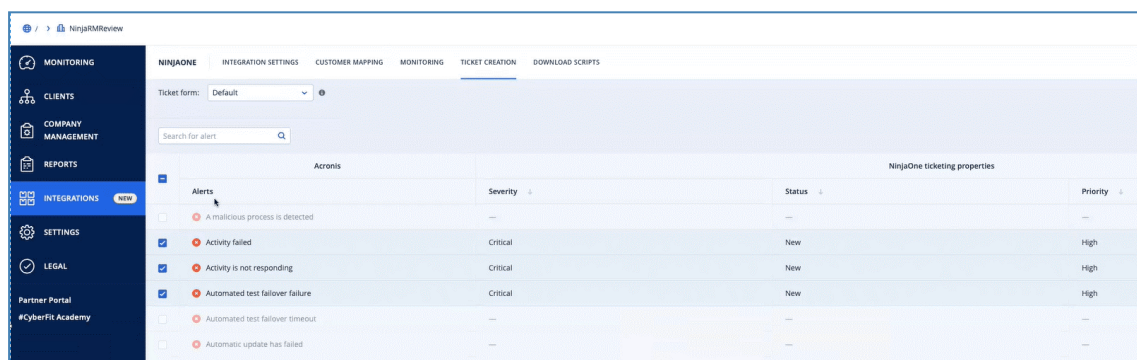 / > NinjaRMReview
MONITORING
CLIENTS
COMPANY
MANAGEMENT
REPORTS
INTEGRATIONS NEW
SETTINGS
LEGAL
Partner Portal
#CyberFit Academy
NINJAONE INTEGRATION SETTINGS CUSTOMER MAPPING MONITORING TICKET CREATION DOWNLOAD SCRIPTS
Ticket form: Default
Search for alert
Acronis NinjaOne ticketing properties
Alerts Severity ↓ Status ↓ Priority ↓
A malicious process is detected — — —
Activity failed Critical New High
Activity is not responding Critical New High
Automated test failover failure Critical New High
Automated test failover timeout — — —
Automatic update has failed — — —